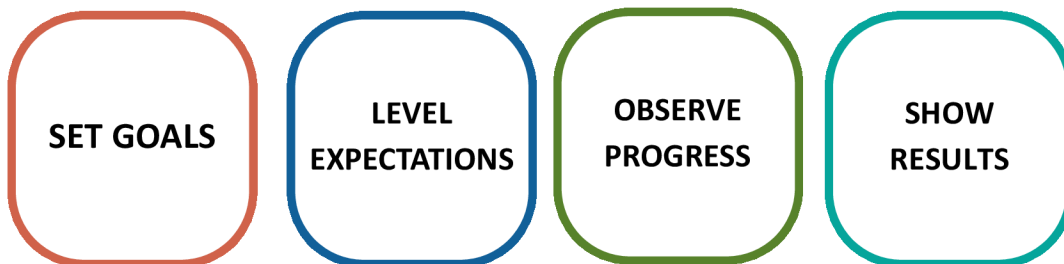 SET GOALS
LEVEL
EXPECTATIONS
OBSERVE
PROGRESS
SHOW
RESULTS